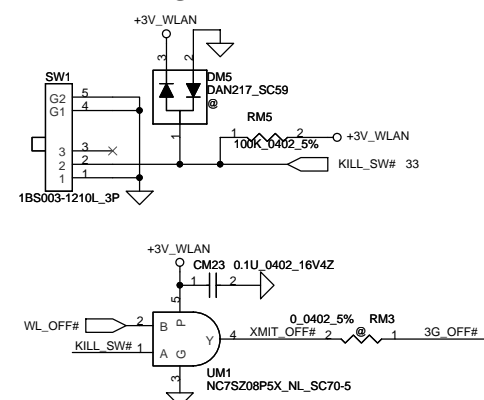 +3V_WLAN
3
2
SW1
DM5
DAN217_SC59
@
G2 5
G1 4
RM5
1
1 2 +3V_WLAN
100K_0402_5%
3 3
2 2
KILL_SW# 33
1 1
1BS003-1210L_3P
+3V_WLAN
CM23 0.1U_0402_16V4Z
1 2
5
0_0402_5% RM3
WL_OFF# 2 B P
Y 4 XMIT_OFF# 2 @ 1 3G_OFF#
KILL_SW# 1 A G
3
UM1
NC7SZ08P5X_NL_SC70-5